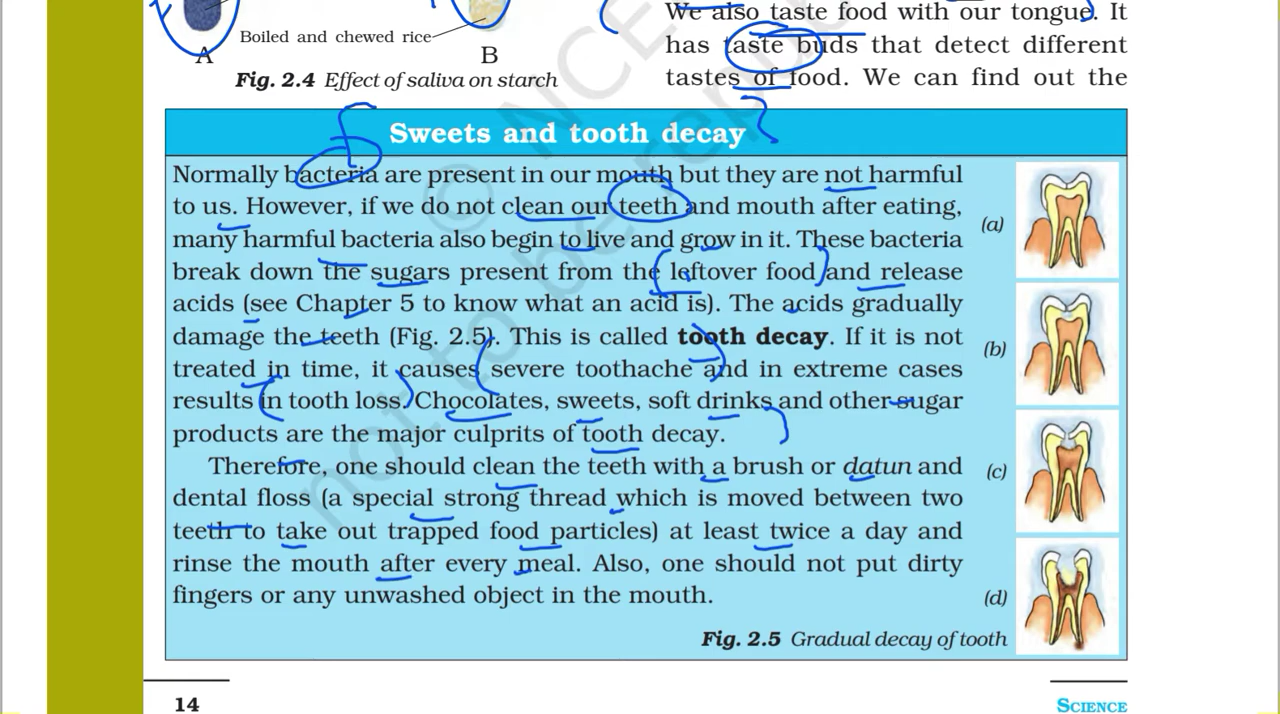 We also taste food with our tongue. It
Boiled and chewed rice
A
B
has taste buds that detect different
Fig. 2.4 Effect of saliva on starch
tastes of food. We can find out the
Sweets and tooth decay
Normally bacteria are present in our mouth but they are not harmful
to us. However, if we do not clean our teeth and mouth after eating,
many harmful bacteria also begin to live and grow in it. These bacteria
break down the sugars present from the leftover food and release
acids (see Chapter 5 to know what an acid is). The acids gradually
damage the teeth (Fig. 2.5). This is called tooth decay. If it is not
treated in time, it causes severe toothache and in extreme cases
results in tooth loss. Chocolates, sweets, soft drinks and other sugar
products are the major culprits of tooth decay.
Therefore, one should clean the teeth with a brush or datun and
dental floss (a special strong thread which is moved between two
teeth to take out trapped food particles) at least twice a day and
rinse the mouth after every meal. Also, one should not put dirty
fingers or any unwashed object in the mouth.
(a)
(b)
(c)
(d)
Fig. 2.5 Gradual decay of tooth
14
SCIENCE
© NCE
not to be repu